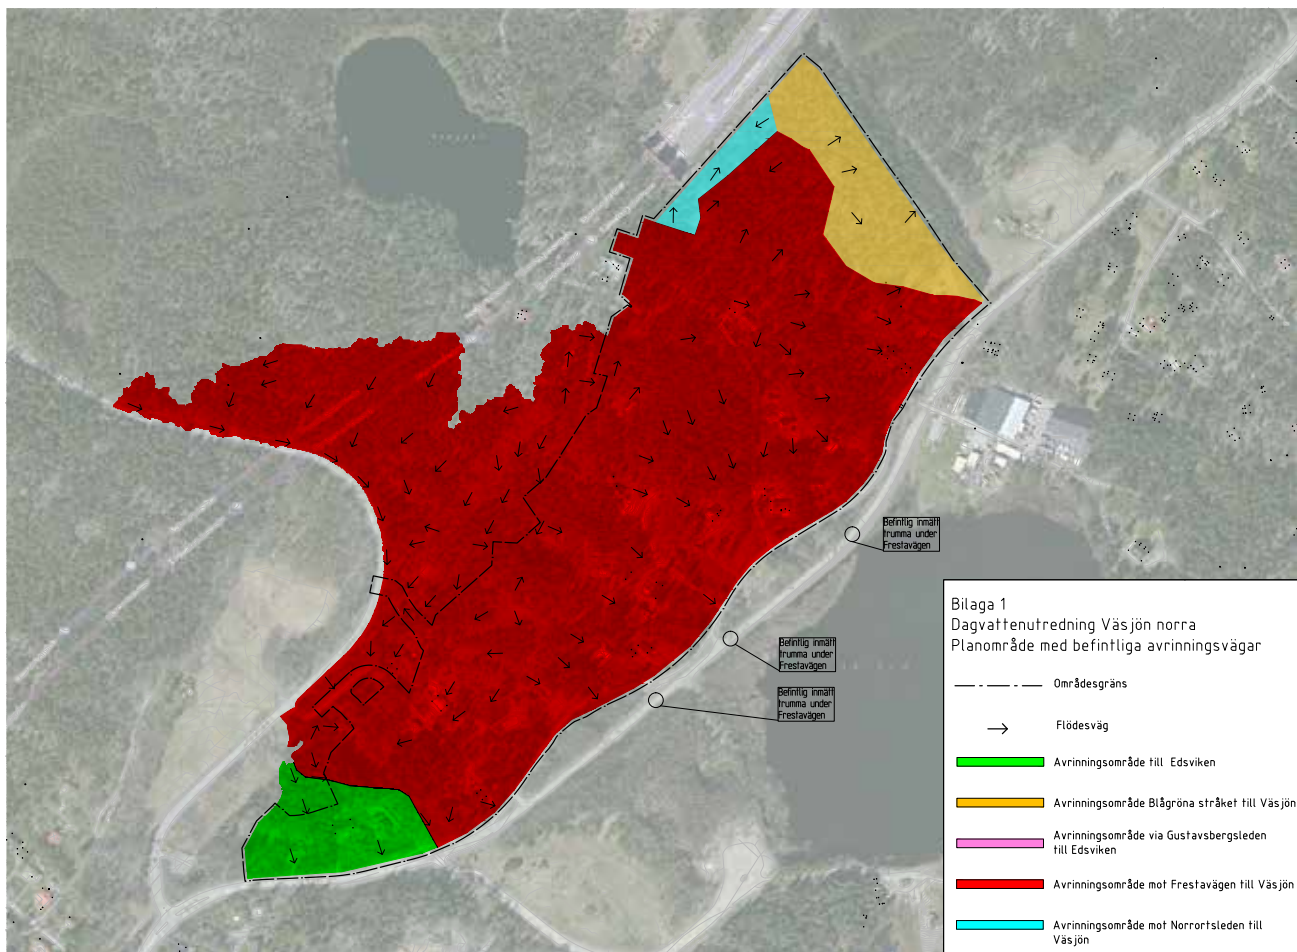 Befintlig inmätt
trumma under
Frestavägen
Befintlig inmätt
trumma under
Frestavägen
Befintlig inmätt
trumma under
Frestavägen
Bilaga 1
Dagvattenutredning Väsjön norra
Planområde med befintliga avrinningsvägar
Områdesgräns
Flödesväg
Avrinningsområde till Edsviken
Avrinningsområde Blågröna stråket till Väsjön
Avrinningsområde via Gustavsbergsleden
till Edsviken
Avrinningsområde mot Frestavägen till Väsjön
Avrinningsområde mot Norrortsleden till
Väsjön